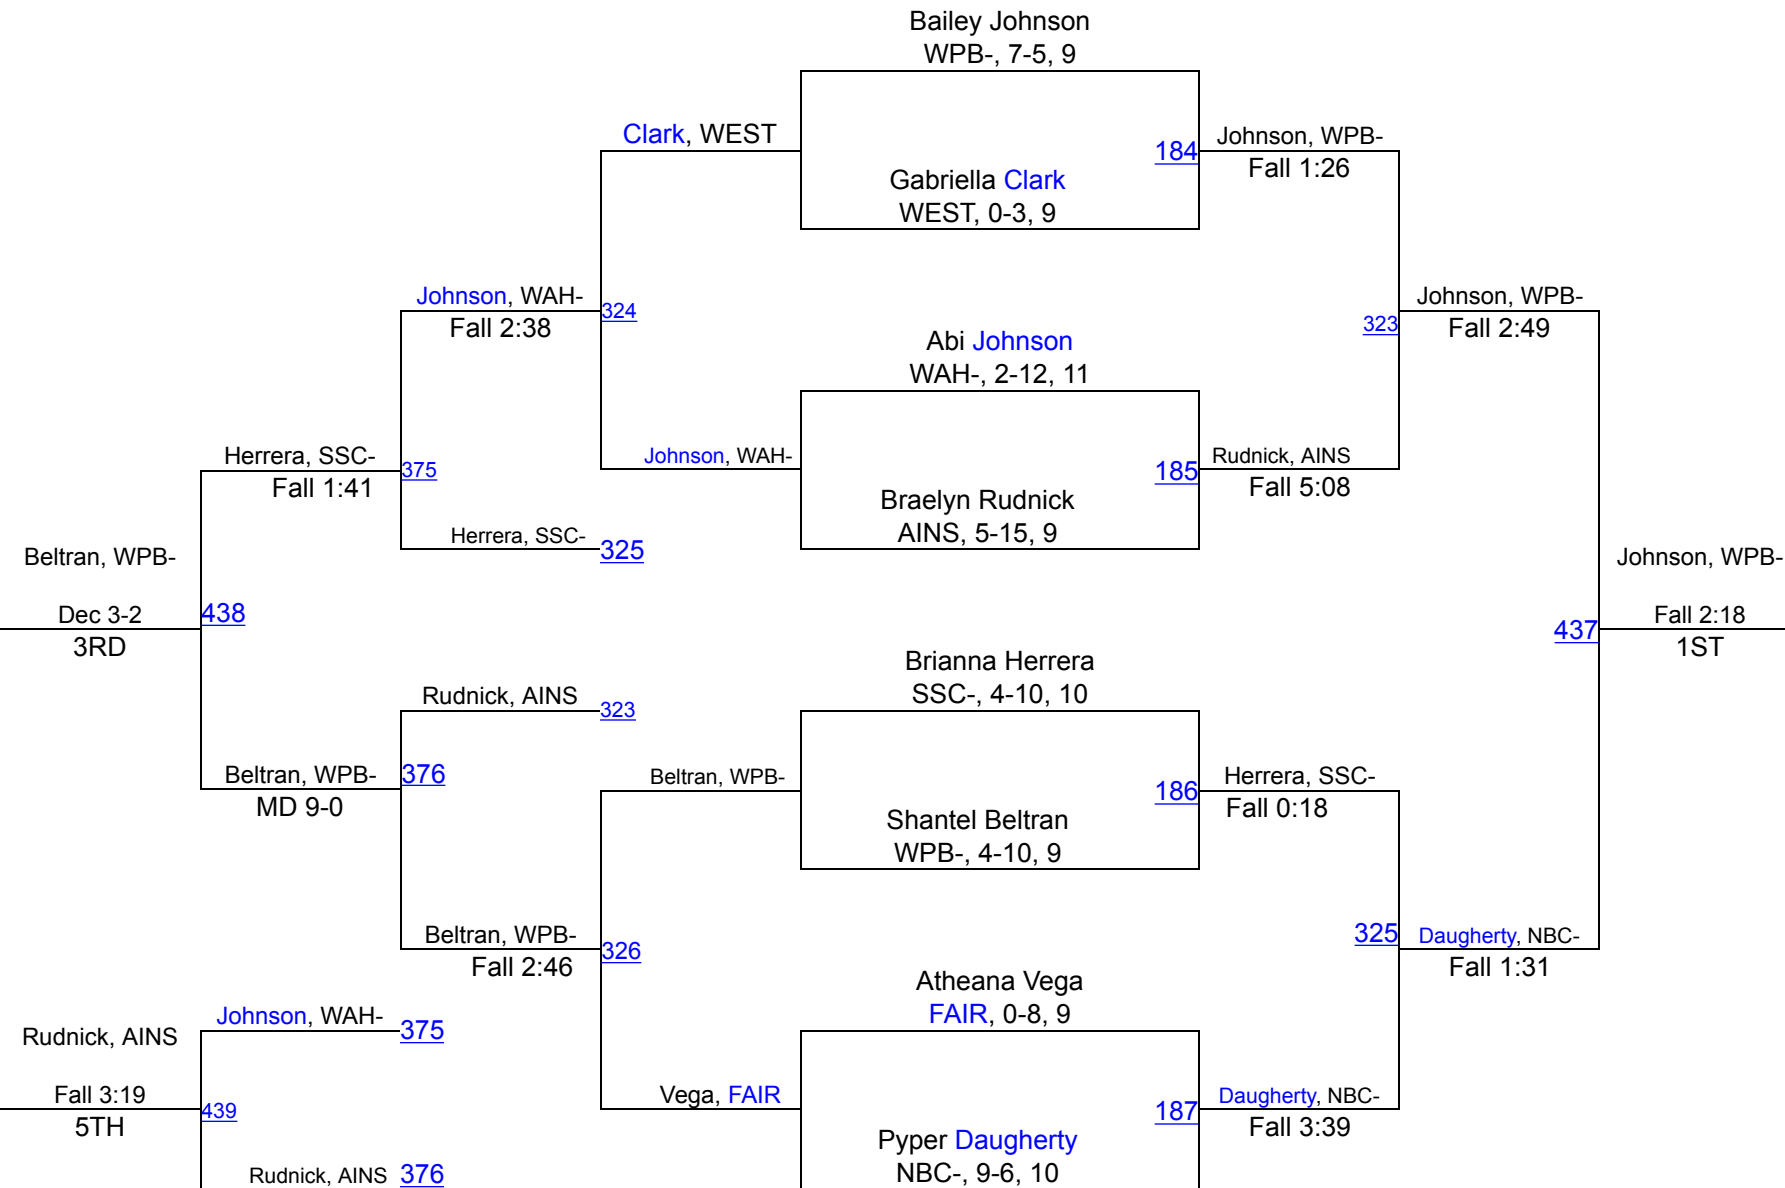 Bailey Johnson
WPB-, 7-5, 9
Clark, WEST
184
Johnson, WPB-
Fall 1:26
Gabriella Clark
WEST, 0-3, 9
Johnson, WAH-
Fall 2:38
324
Abi Johnson
WAH-, 2-12, 11
323
Johnson, WPB-
Fall 2:49
Herrera, SSC-
Fall 1:41
375
Johnson, WAH-
185
Rudnick, AINS
Fall 5:08
Braelyn Rudnick
AINS, 5-15, 9
Herrera, SSC-
325
Beltran, WPB-
Dec 3-2
3RD
438
Johnson, WPB-
Fall 2:18
1ST
437
Brianna Herrera
SSC-, 4-10, 10
Rudnick, AINS
323
Beltran, WPB-
MD 9-0
376
Beltran, WPB-
186
Herrera, SSC-
Fall 0:18
Shantel Beltran
WPB-, 4-10, 9
Beltran, WPB-
Fall 2:46
326
325
Daugherty, NBC-
Fall 1:31
Atheana Vega
FAIR, 0-8, 9
Johnson, WAH-
375
Rudnick, AINS
Fall 3:19
5TH
439
Vega, FAIR
187
Daugherty, NBC-
Fall 3:39
Pyper Daugherty
NBC-, 9-6, 10
Rudnick, AINS
376